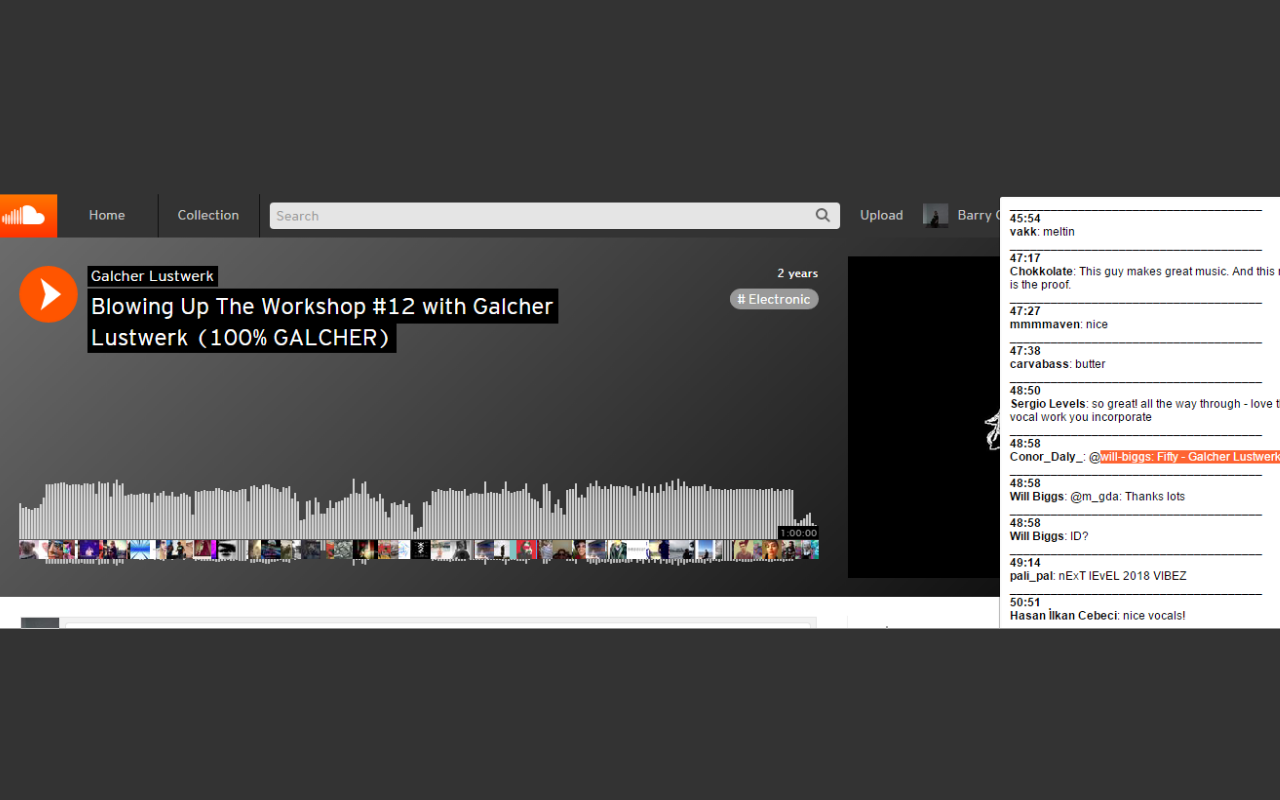 Home
Collection
Search
Upload
Barry
Galcher Lustwerk
Blowing Up The Workshop #12 with Galcher
Lustwerk (100% GALCHER)
2 years
# Electronic
1:00:00
45:54
vakk: meltin
47:17
Chokkolate: This guy makes great music. And this
is the proof.
47:27
mmmmaven: nice
47:38
carvabass: butter
48:50
Sergio Levels: so great! all the way through - love
vocal work you incorporate
48:58
Conor_Daly_: @will-biggs: Fifty - Galcher Lustwerk
48:58
Will Biggs: @m_gda: Thanks lots
48:58
Will Biggs: ID?
49:14
pali_pal: nExT lEvEL 2018 VIBEZ
50:51
Hasan İlkan Cebeci: nice vocals!